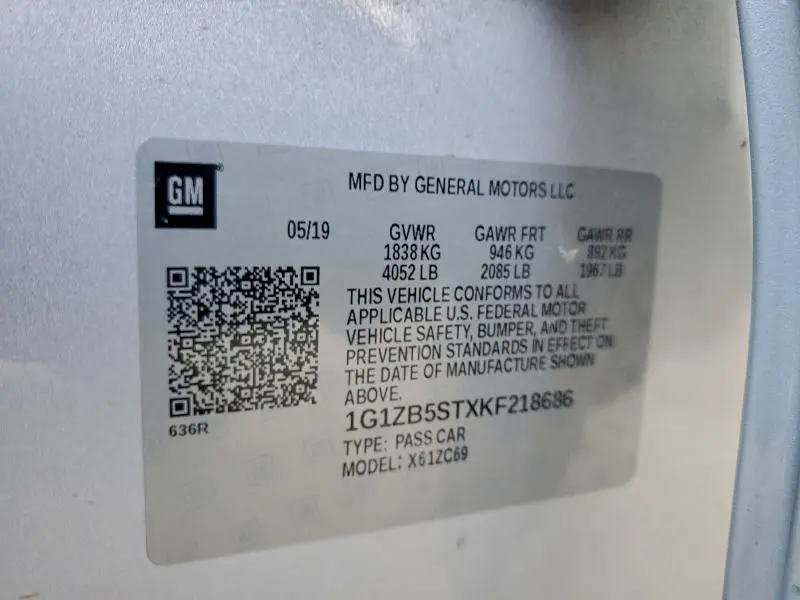 GM
MFD BY GENERAL MOTORS LLC
05/19
GVWR GAWR FRT GAWR RR
1838 KG 946 KG 892 KG
4052 LB 2085 LB 1967 LB
THIS VEHICLE CONFORMS TO ALL
APPLICABLE U.S. FEDERAL MOTOR
VEHICLE SAFETY, BUMPER, AND THEFT
PREVENTION STANDARDS IN EFFECT ON
THE DATE OF MANUFACTURE SHOWN
ABOVE.
636R
1G1ZB5STXKF218686
TYPE: PASS CAR
MODEL: X61ZC69